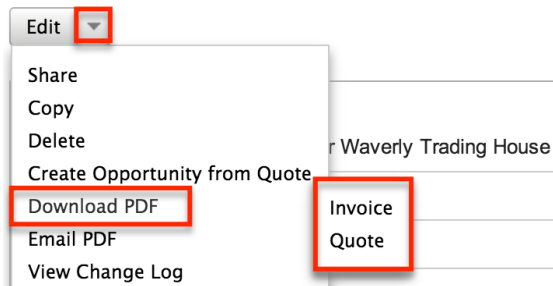 Edit
Share
Copy
Delete
r Waverly Trading House
Create Opportunity from Quote
Download PDF
Invoice
Email PDF
Quote
View Change Log